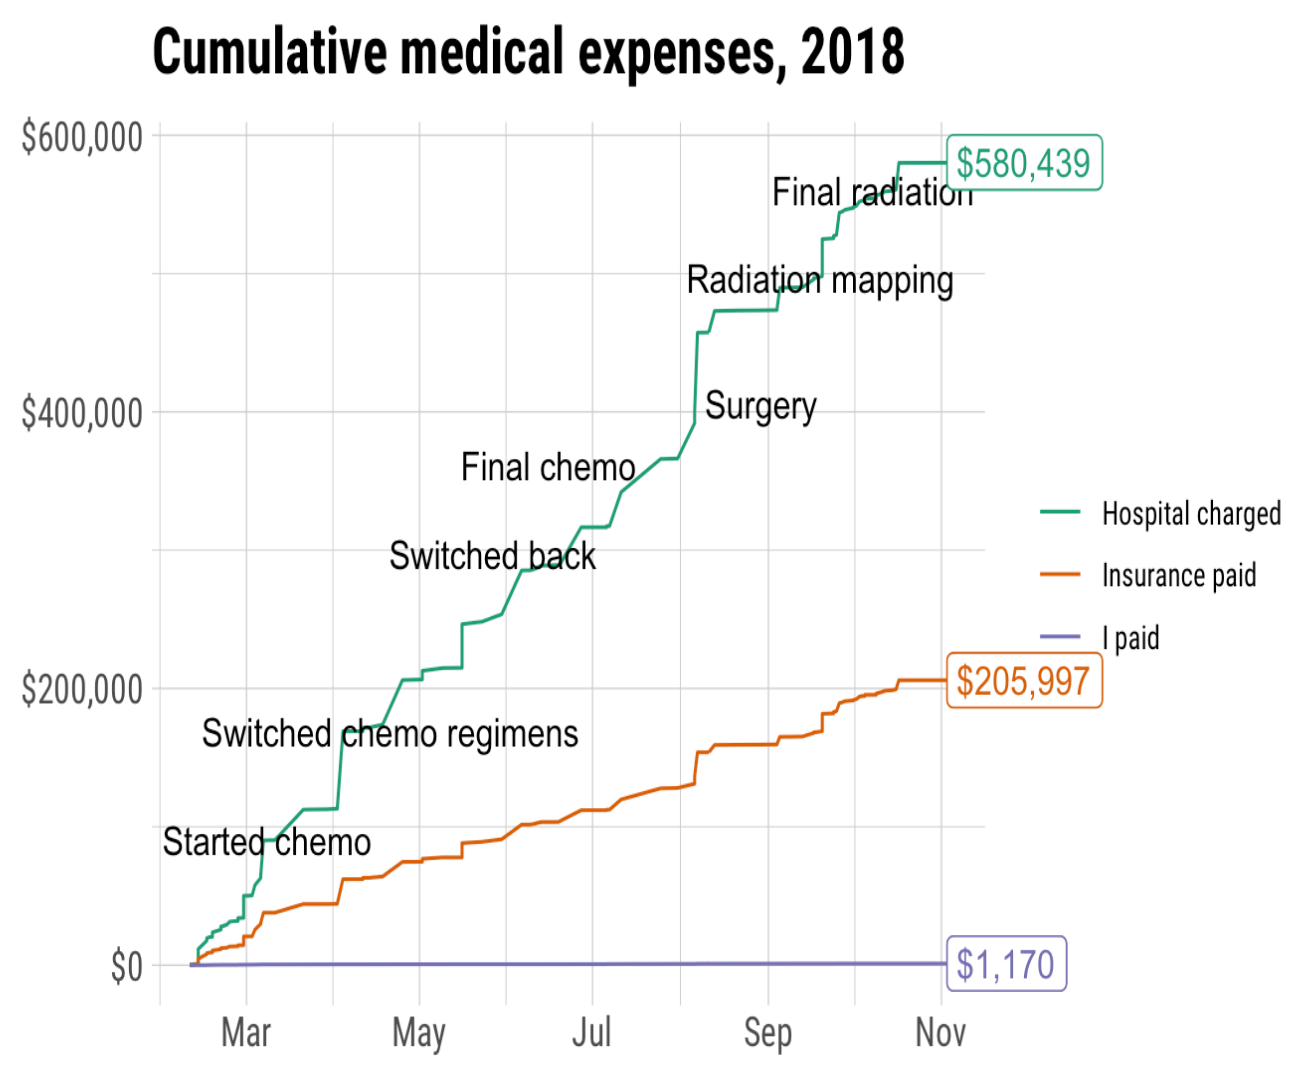 Cumulative medical expenses, 2018
$600,000
$580,439
Final radiation
Radiation mapping
$400,000
Surgery
Final chemo
Hospital charged
Switched back
Insurance paid
I paid
$200,000
$205,997
Switched chemo regimens
Started chemo
$0
$1,170
Mar May Jul Sep Nov